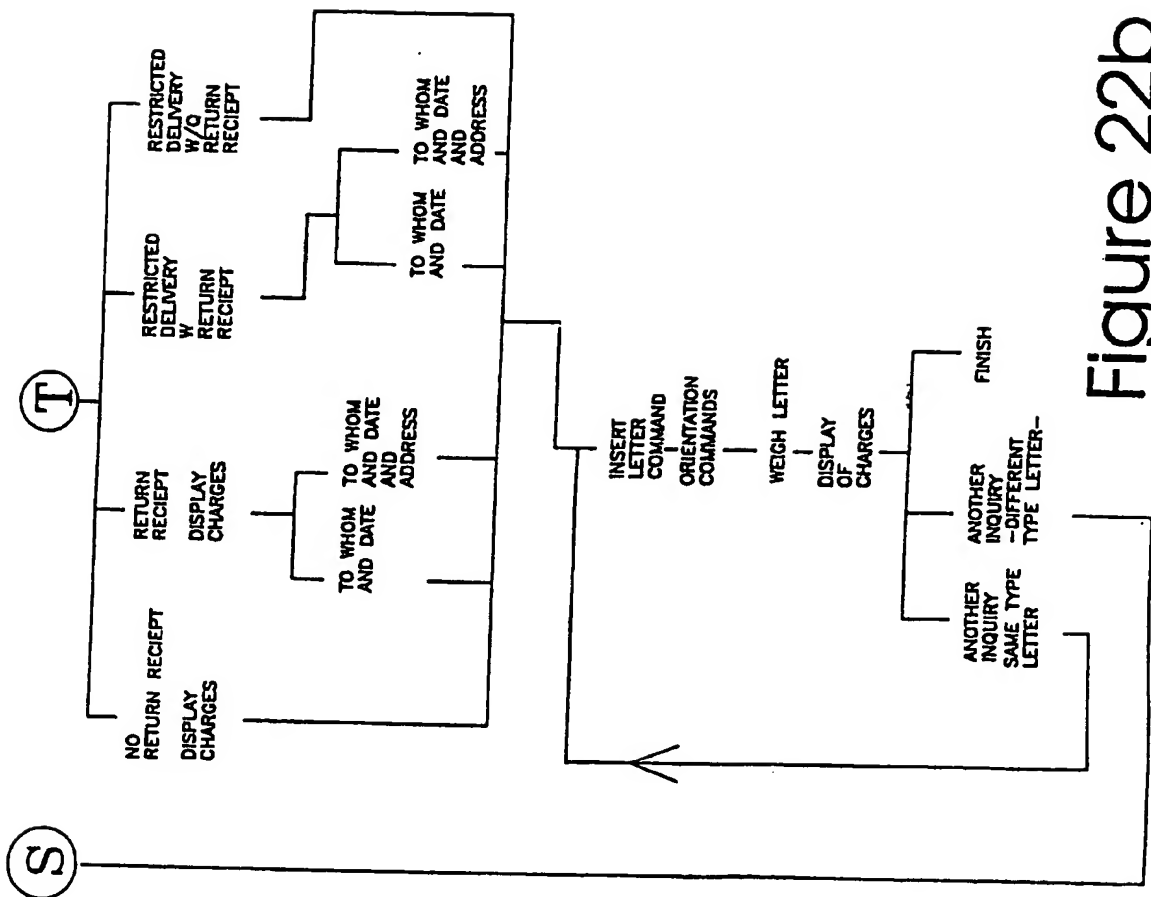 S
T
NO
RETURN RECIEPT
DISPLAY
CHARGES
RETURN
RECIEPT
DISPLAY
CHARGES
RESTRICTED
DELIVERY
W RETURN
RECIEPT
RESTRICTED
DELIVERY
W/Q
RETURN
RECIEPT
TO WHOM
AND DATE
TO WHOM
AND DATE
AND
ADDRESS
TO WHOM
AND DATE
TO WHOM
AND DATE
AND
ADDRESS
INSERT
LETTER
COMMAND
ORIENTATION
COMMANDS
WEIGH LETTER
DISPLAY
OF
CHARGES
ANOTHER
INQUIRY
SAME TYPE
LETTER
ANOTHER
INQUIRY
-DIFFERENT
TYPE LETTER-
FINISH
Figure 22b